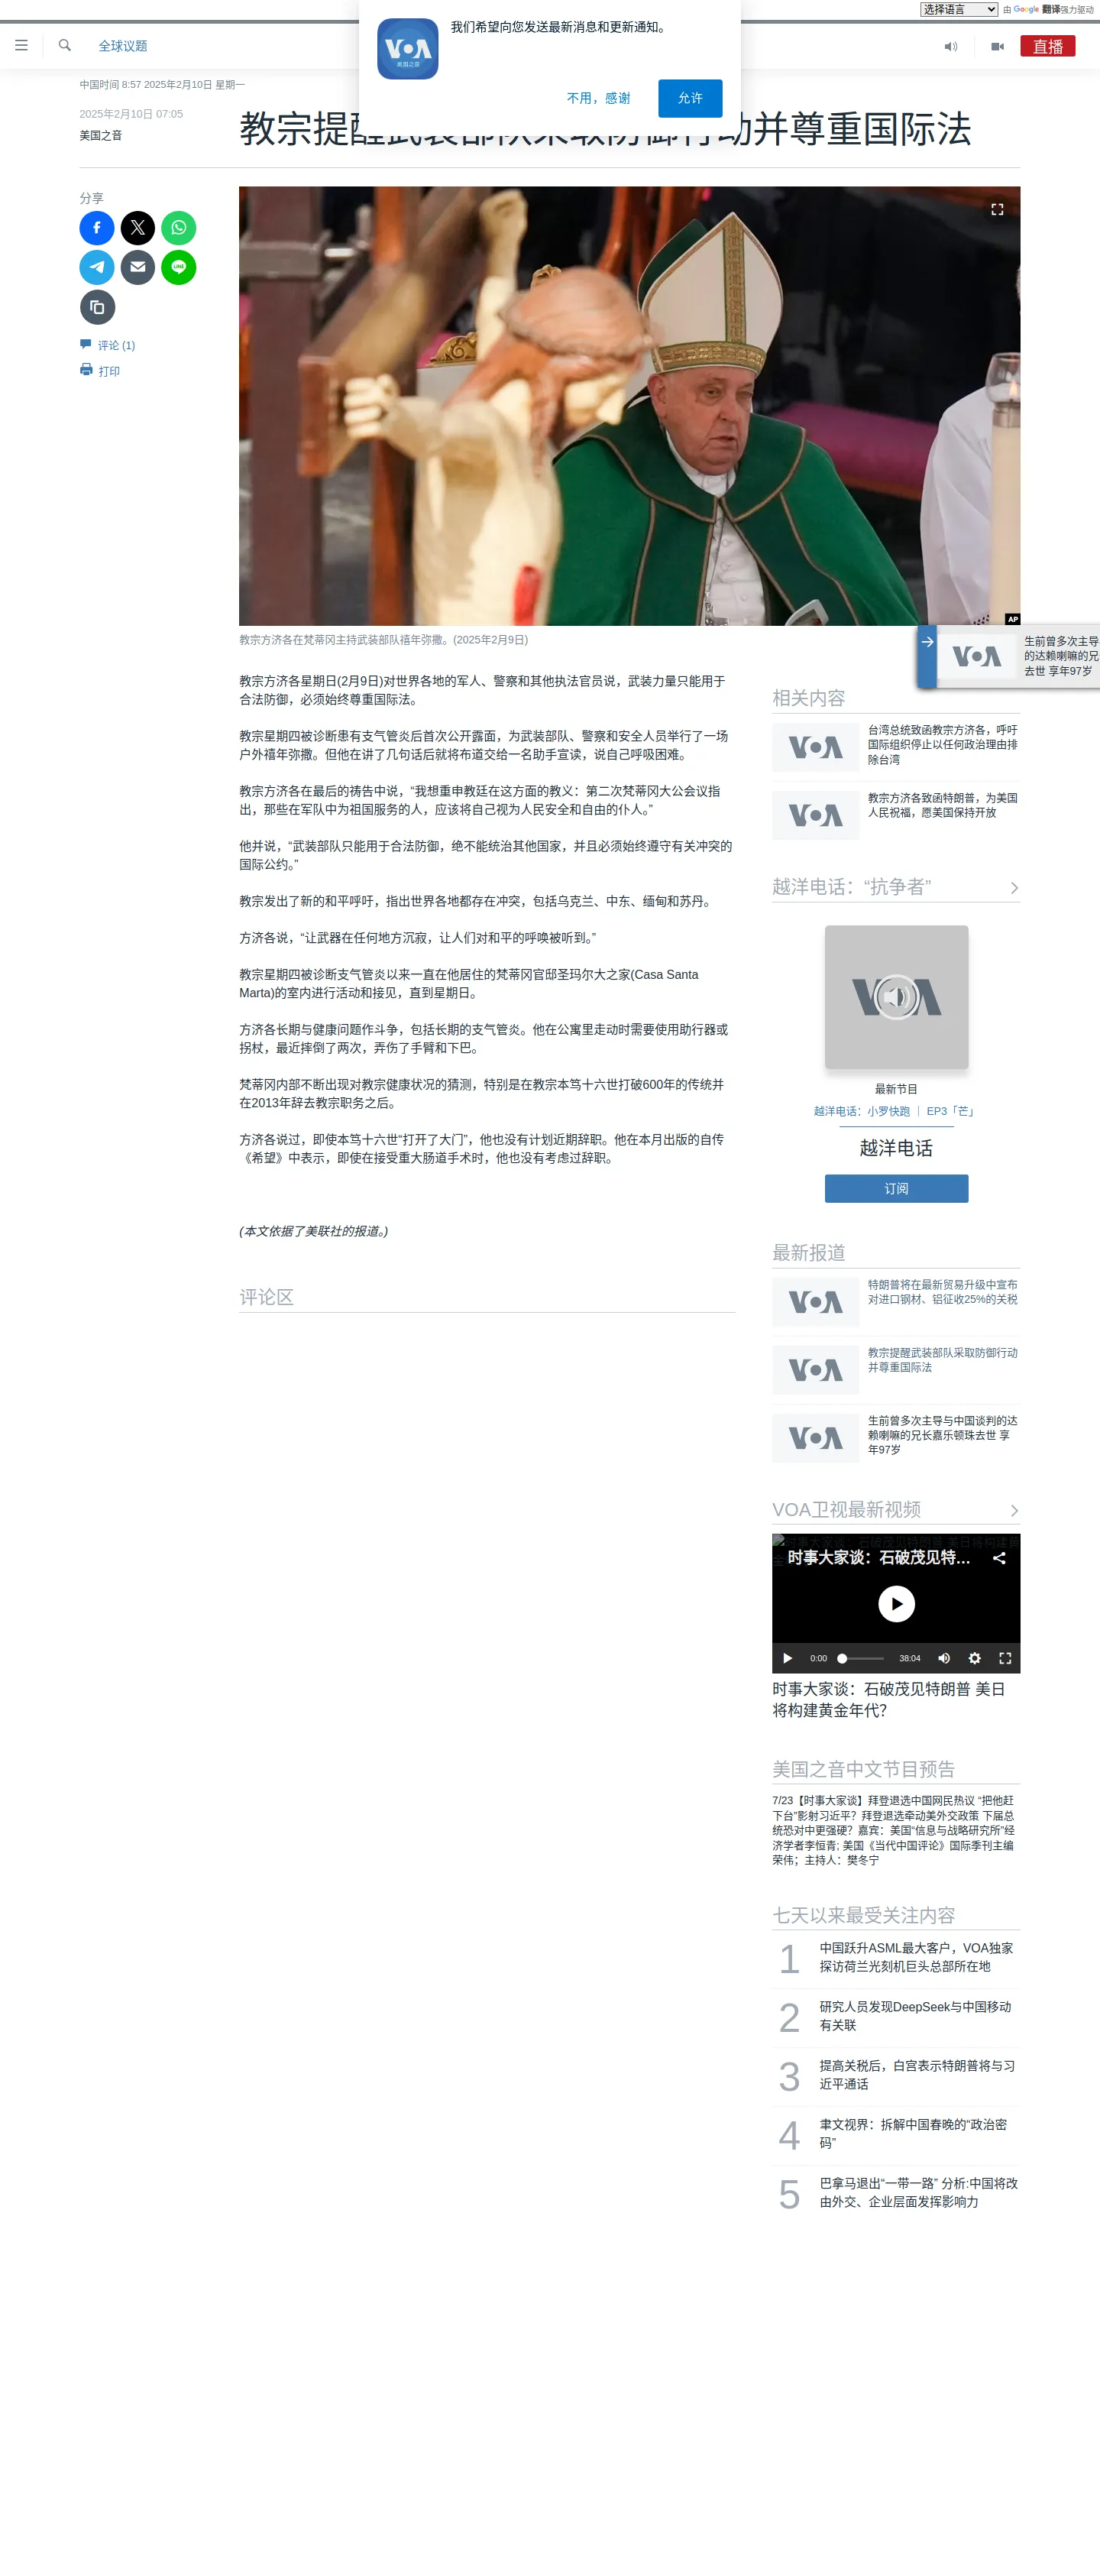 选择语言 由 Google 翻译强力驱动
我们希望向您发送最新消息和更新通知。
VOA
美国之音
不用，感谢
允许
全球议题
直播
中国时间 8:57 2025年2月10日 星期一
2025年2月10日 07:05
美国之音
教宗提醒武装部队采取防御行动并尊重国际法
分享
评论 (1)
打印
AP
教宗方济各在梵蒂冈主持武装部队禧年弥撒。(2025年2月9日)
教宗方济各星期日(2月9日)对世界各地的军人、警察和其他执法官员说，武装力量只能用于
合法防御，必须始终尊重国际法。
教宗星期四被诊断患有支气管炎后首次公开露面，为武装部队、警察和安全人员举行了一场
户外禧年弥撒。但他在讲了几句话后就将布道交给一名助手宣读，说自己呼吸困难。
教宗方济各在最后的祷告中说，“我想重申教廷在这方面的教义：第二次梵蒂冈大公会议指
出，那些在军队中为祖国服务的人，应该将自己视为人民安全和自由的仆人。”
他并说，“武装部队只能用于合法防御，绝不能统治其他国家，并且必须始终遵守有关冲突的
国际公约。”
教宗发出了新的和平呼吁，指出世界各地都存在冲突，包括乌克兰、中东、缅甸和苏丹。
方济各说，“让武器在任何地方沉寂，让人们对和平的呼唤被听到。”
教宗星期四被诊断支气管炎以来一直在他居住的梵蒂冈官邸圣玛尔大之家(Casa Santa
Marta)的室内进行活动和接见，直到星期日。
方济各长期与健康问题作斗争，包括长期的支气管炎。他在公寓里走动时需要使用助行器或
拐杖，最近摔倒了两次，弄伤了手臂和下巴。
梵蒂冈内部不断出现对教宗健康状况的猜测，特别是在教宗本笃十六世打破600年的传统并
在2013年辞去教宗职务之后。
方济各说过，即使本笃十六世“打开了大门”，他也没有计划近期辞职。他在本月出版的自传
《希望》中表示，即使在接受重大肠道手术时，他也没有考虑过辞职。
(本文依据了美联社的报道。)
评论区
VOA
生前曾多次主导
的达赖喇嘛的兄
去世 享年97岁
相关内容
VOA
台湾总统致函教宗方济各，呼吁
国际组织停止以任何政治理由排
除台湾
VOA
教宗方济各致函特朗普，为美国
人民祝福，愿美国保持开放
越洋电话：“抗争者”
最新节目
越洋电话：小罗快跑 ｜ EP3「芒」
越洋电话
订阅
最新报道
VOA
特朗普将在最新贸易升级中宣布
对进口钢材、铝征收25%的关税
VOA
教宗提醒武装部队采取防御行动
并尊重国际法
VOA
生前曾多次主导与中国谈判的达
赖喇嘛的兄长嘉乐顿珠去世 享
年97岁
VOA卫视最新视频
时事大家谈：石破茂见特…
0:00
38:04
时事大家谈：石破茂见特朗普 美日
将构建黄金年代？
美国之音中文节目预告
7/23【时事大家谈】拜登退选中国网民热议 “把他赶
下台”影射习近平？拜登退选牵动美外交政策 下届总
统恐对中更强硬？嘉宾：美国“信息与战略研究所”经
济学者李恒青; 美国《当代中国评论》国际季刊主编
荣伟；主持人：樊冬宁
七天以来最受关注内容
1 中国跃升ASML最大客户，VOA独家
探访荷兰光刻机巨头总部所在地
2 研究人员发现DeepSeek与中国移动
有关联
3 提高关税后，白宫表示特朗普将与习
近平通话
4 聿文视界：拆解中国春晚的“政治密
码”
5 巴拿马退出“一带一路” 分析:中国将改
由外交、企业层面发挥影响力